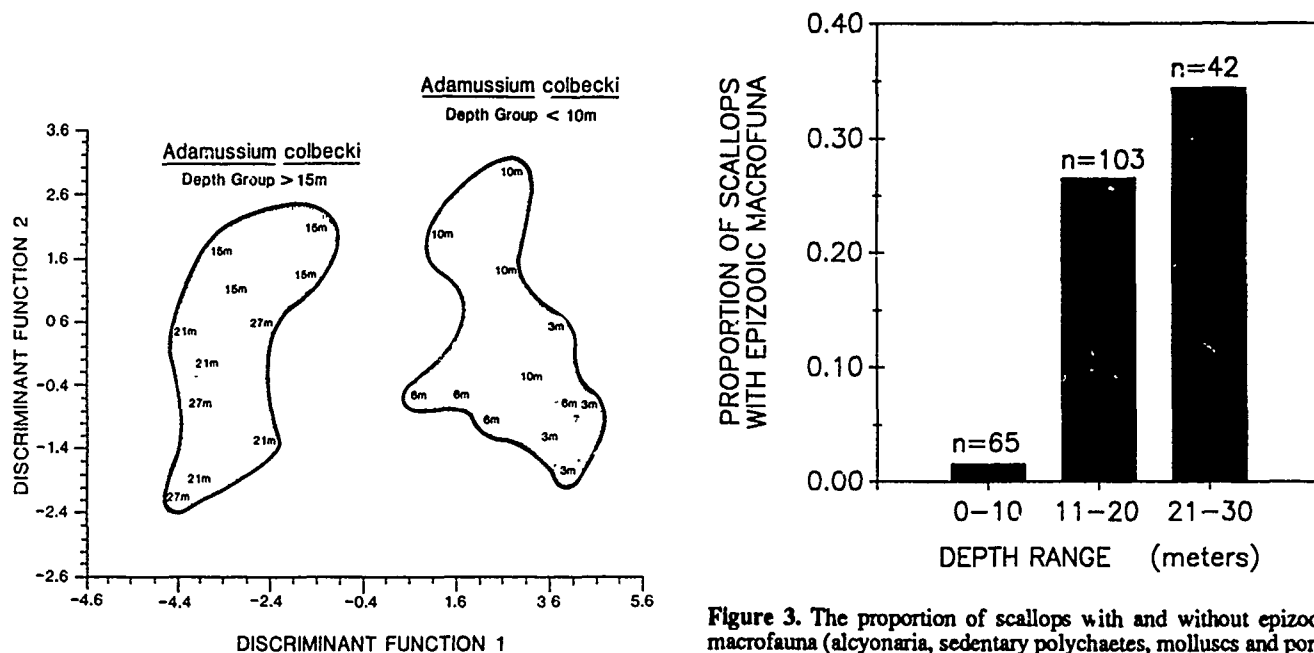 Adamussium colbecki
Depth Group < 10m
Adamussium colbecki
Depth Group > 15m
3.6
2.6
1.6
0 6
-0.4
-1.4
-2.4
-2.6
DISCRIMINANT FUNCTION 2
10m
10m
10m
3m
10m
6m
6m
6m
3m
?
6m
3m
3m
15m
15m
15m
15m
27m
21m
21m
27m
21m
21m
27m
-4.6
-4.4
-2.4
-0.4
1.6
3 6
5.6
DISCRIMINANT FUNCTION 1
PROPORTION OF SCALLOPS
WITH EPIZOOIC MACROFUNA
0.40
0.30
0.20
0.10
0.00
n=65
n=103
n=42
0-10
11-20
21-30
DEPTH RANGE (meters)
Figure 3. The proportion of scallops with and without epizoo
macrofauna (alcyonaria, sedentary polychaetes, molluscs and por